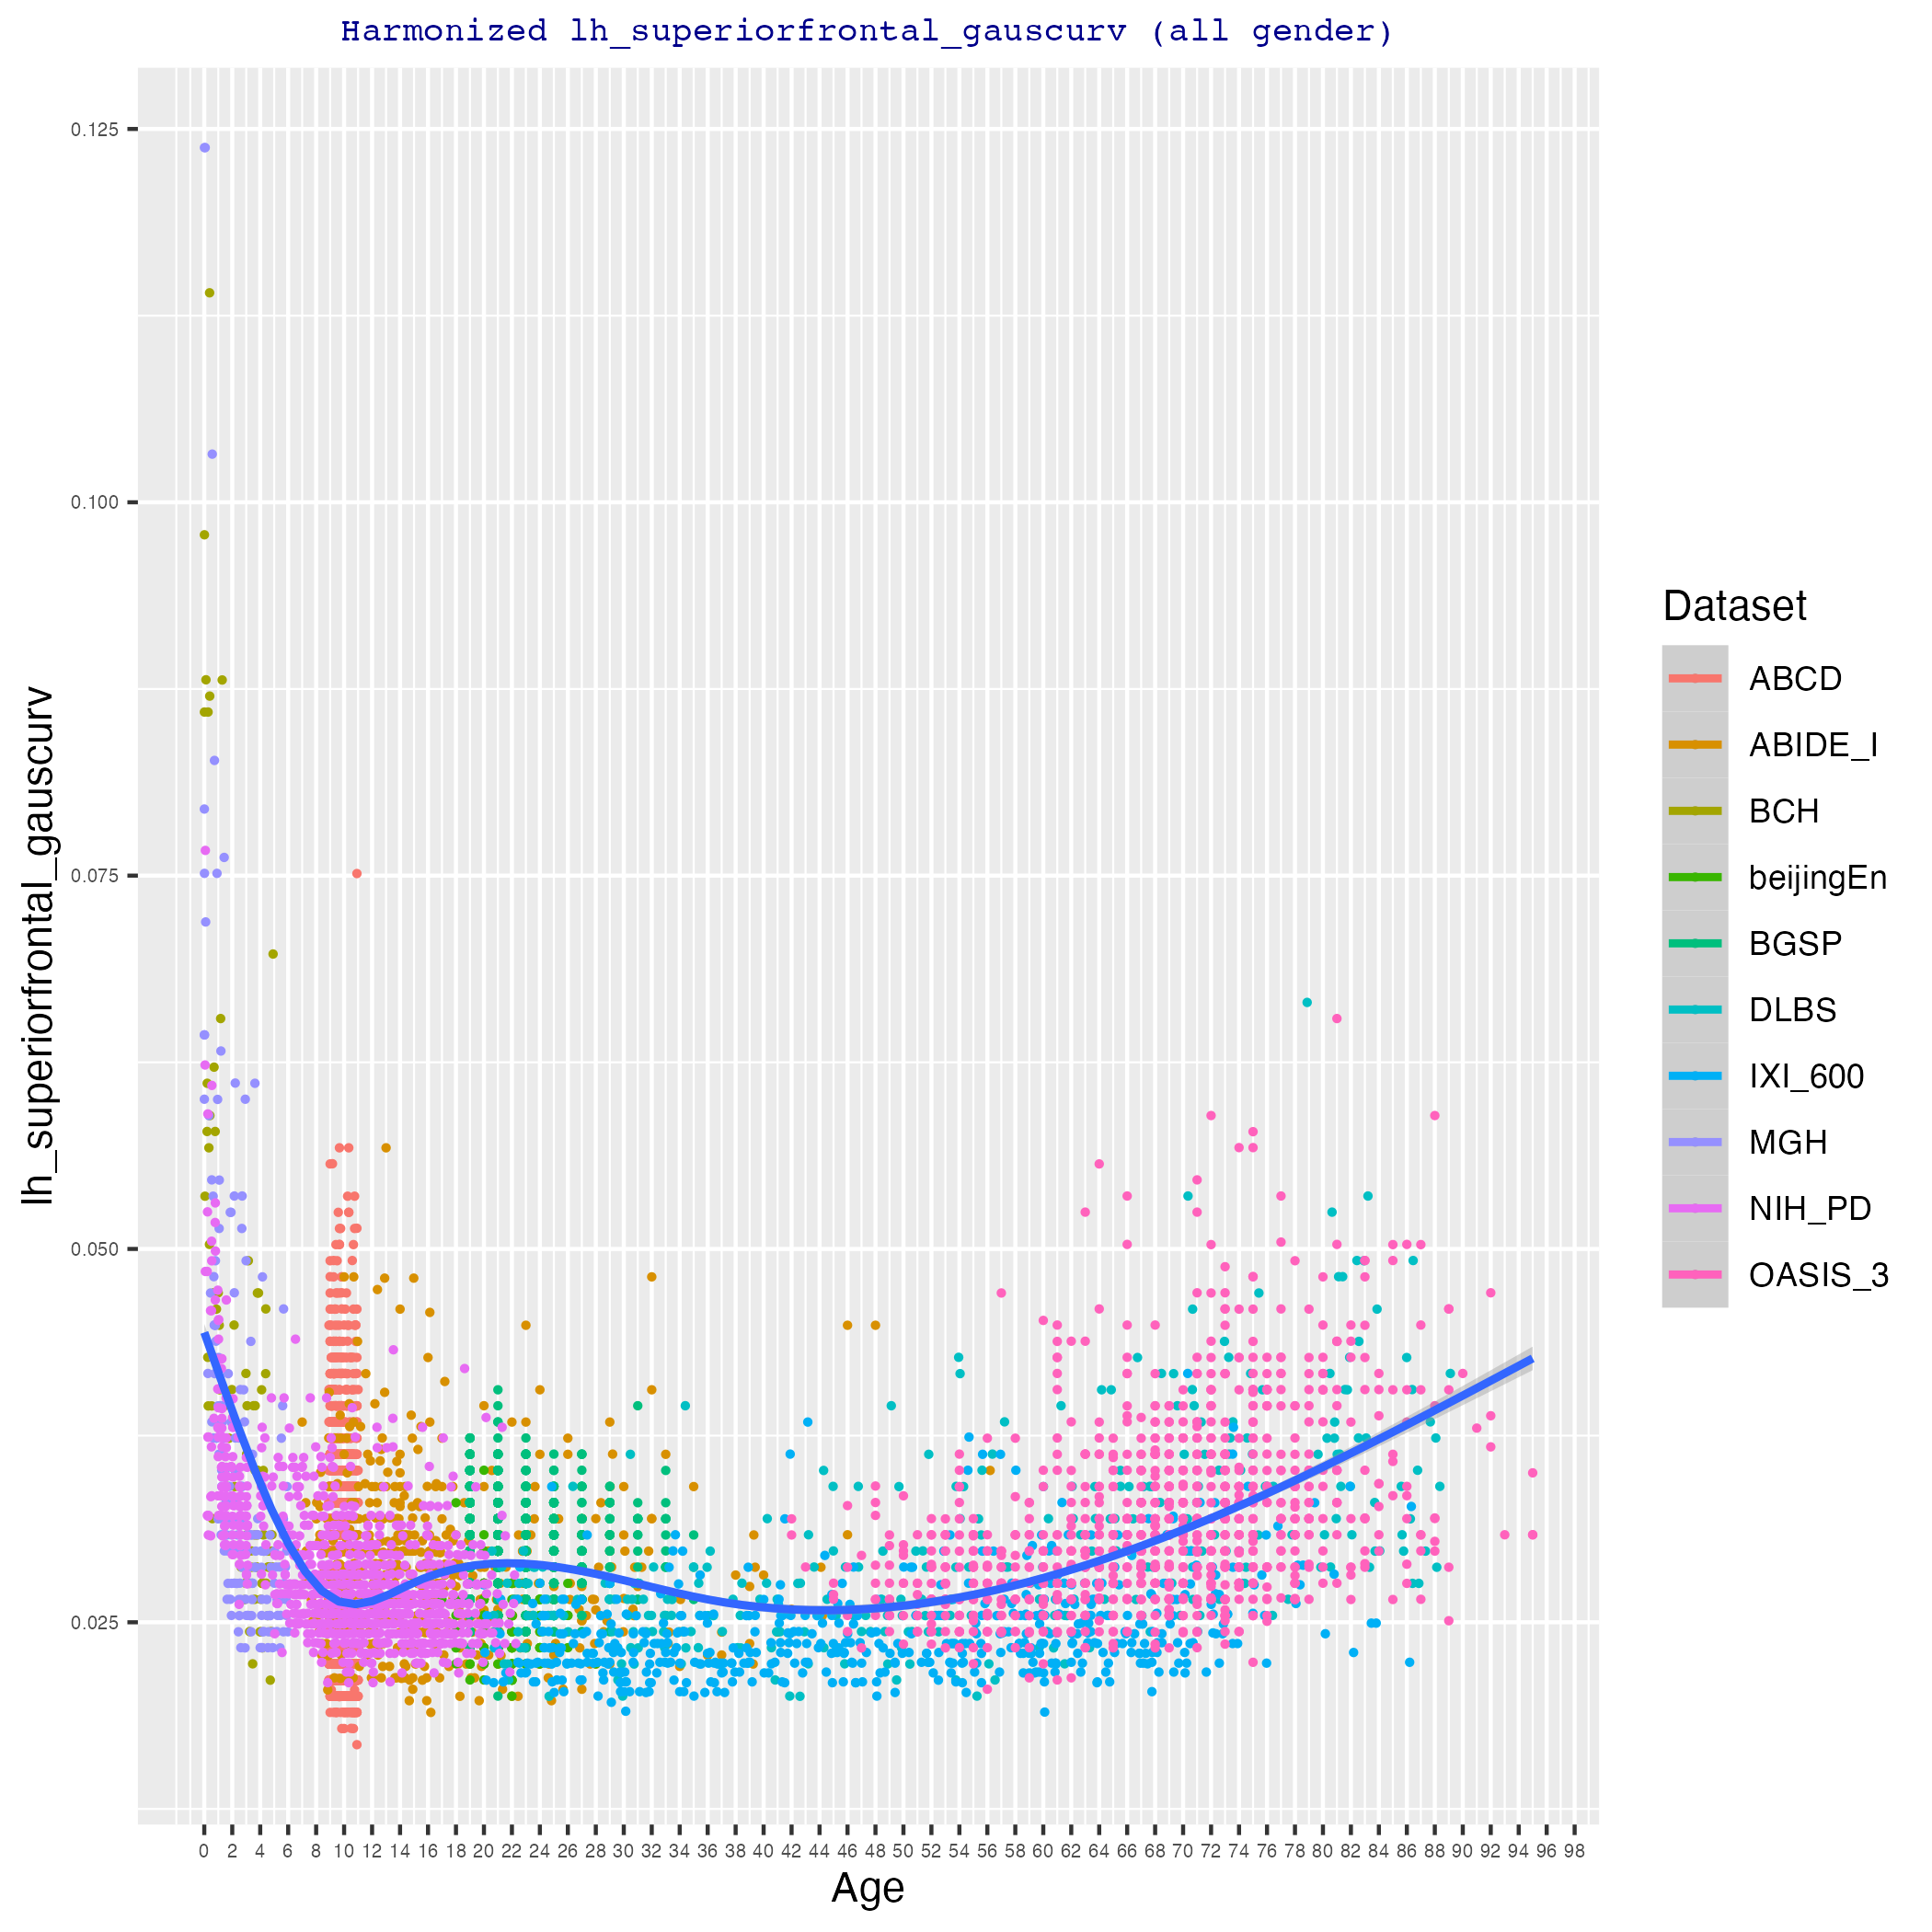 Harmonized lh_superiorfrontal_gauscurv (all gender)
lh_superiorfrontal_gauscurv
0.125
0.100
0.075
0.050
0.025
0 2 4 6 8 10 12 14 16 18 20 22 24 26 28 30 32 34 36 38 40 42 44 46 48 50 52 54 56 58 60 62 64 66 68 70 72 74 76 78 80 82 84 86 88 90 92 94 96 98
Age
Dataset
ABCD
ABIDE_I
BCH
beijingEn
BGSP
DLBS
IXI_600
MGH
NIH_PD
OASIS_3